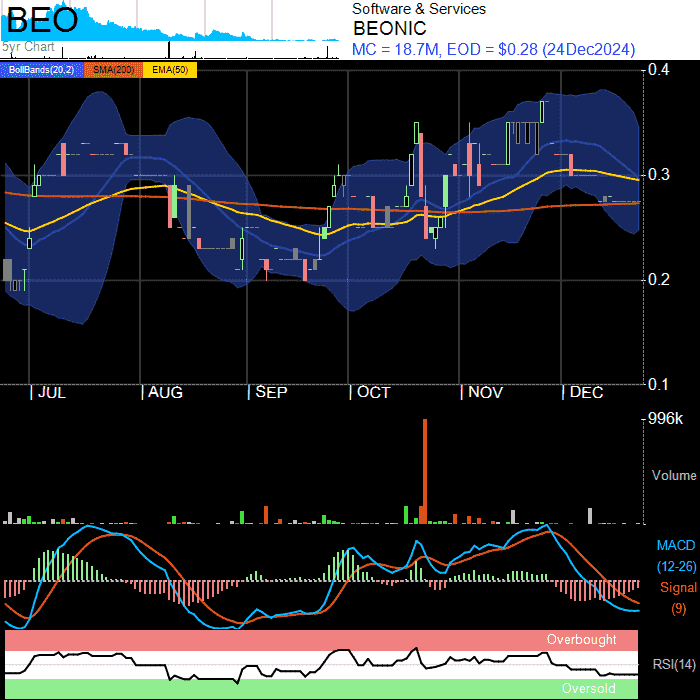 BEO
5yr Chart
Software & Services
BEONIC
MC = 18.7M, EOD = $0.28 (24Dec2024)
BollBands(20,2) SMA(200) EMA(50)
0.4
0.3
0.2
0.1
JUL AUG SEP OCT NOV DEC
996k
Volume
MACD
(12-26)
Signal
(9)
Overbought
RSI(14)
Oversold